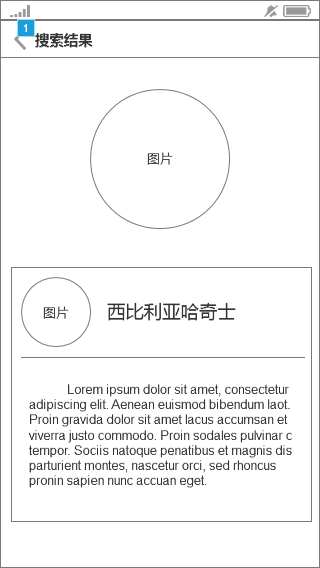 1
搜索结果
图片
图片
西比利亚哈奇士
Lorem ipsum dolor sit amet, consectetur
adipiscing elit. Aenean euismod bibendum laot.
Proin gravida dolor sit amet lacus accumsan et
viverra justo commodo. Proin sodales pulvinar c
tempor. Sociis natoque penatibus et magnis dis
parturient montes, nascetur orci, sed rhoncus
pronin sapien nunc accuan eget.